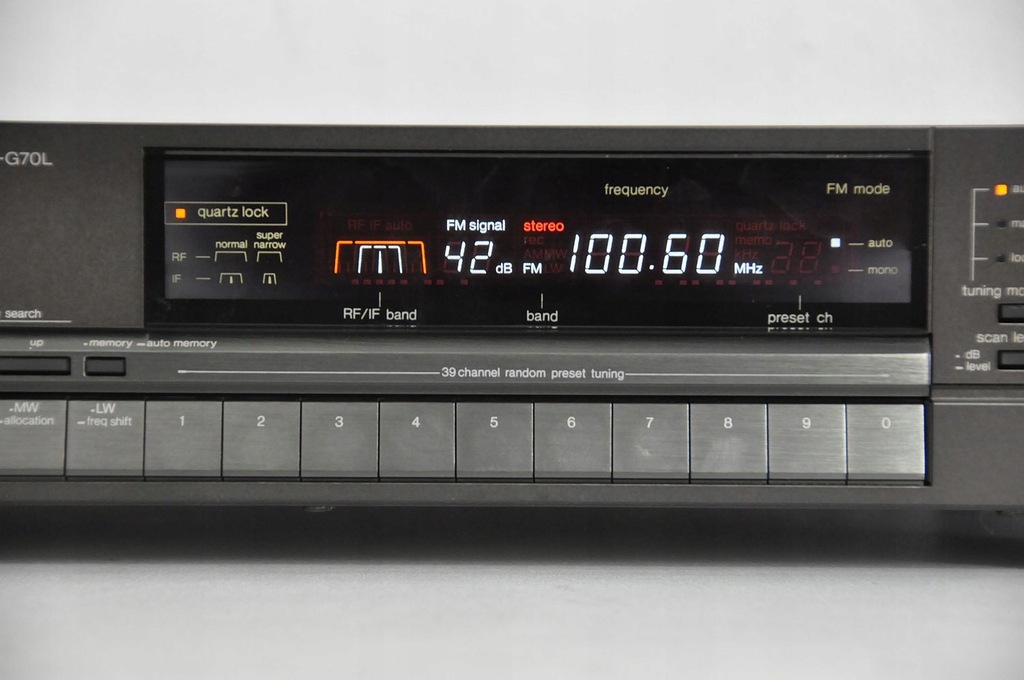 -G70L
frequency
FM mode
quartz lock
RF IF auto
FM signal
stereo
quartz lock
rec
memo
normal
super narrow
RF
IF
42 dB
FM
100.60 MHz
kHz
auto
mono
RF/IF band
band
preset ch
search
tuning mo
up
memory
auto memory
39 channel random preset tuning
scan le
dB
level
MW
allocation
LW
freq shift
1 2 3 4 5 6 7 8 9 0